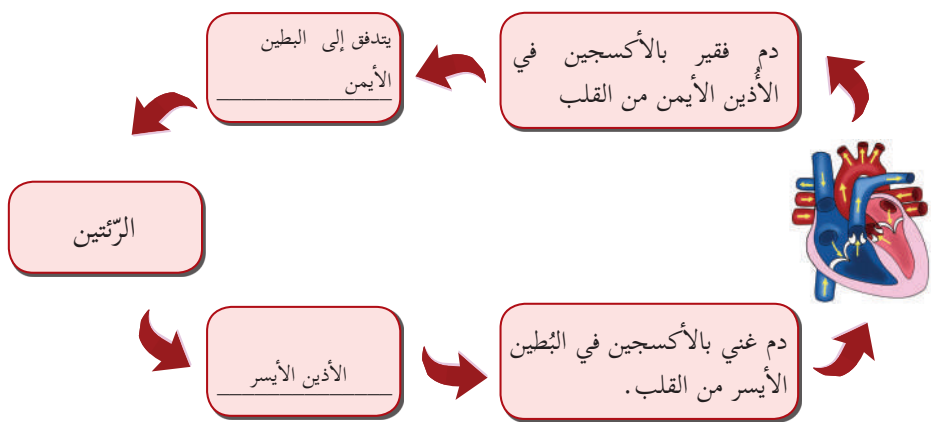 دم فقير بالأكسجين في
الأُذين الأيمن من القلب
يتدفق إلى البطين
الأيمن
الرّئتين
الأذين الأيسر
دم غني بالأكسجين في البُطين
الأيسر من القلب.